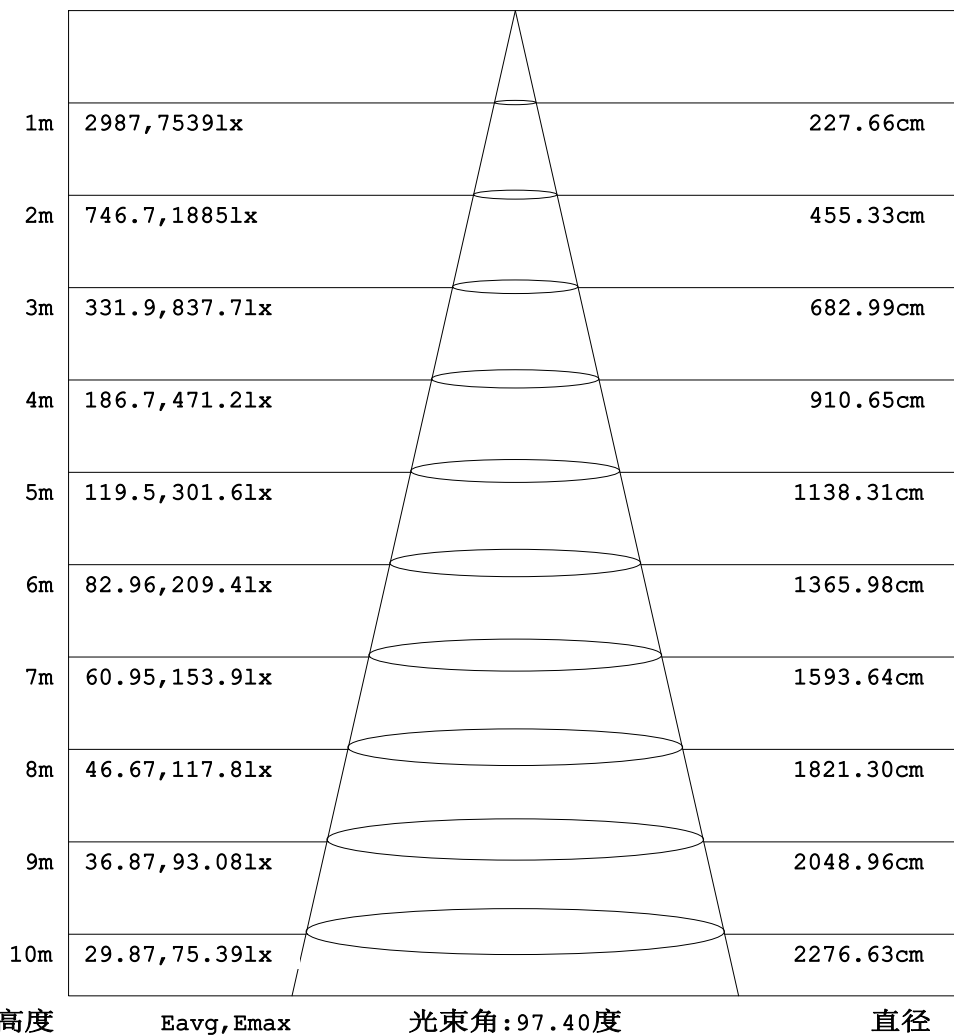 1m 2987,7539lx 227.66cm
2m 746.7,1885lx 455.33cm
3m 331.9,837.7lx 682.99cm
4m 186.7,471.2lx 910.65cm
5m 119.5,301.6lx 1138.31cm
6m 82.96,209.4lx 1365.98cm
7m 60.95,153.9lx 1593.64cm
8m 46.67,117.8lx 1821.30cm
9m 36.87,93.08lx 2048.96cm
10m 29.87,75.39lx 2276.63cm
高度 Eavg,Emax 光束角:97.40度 直径